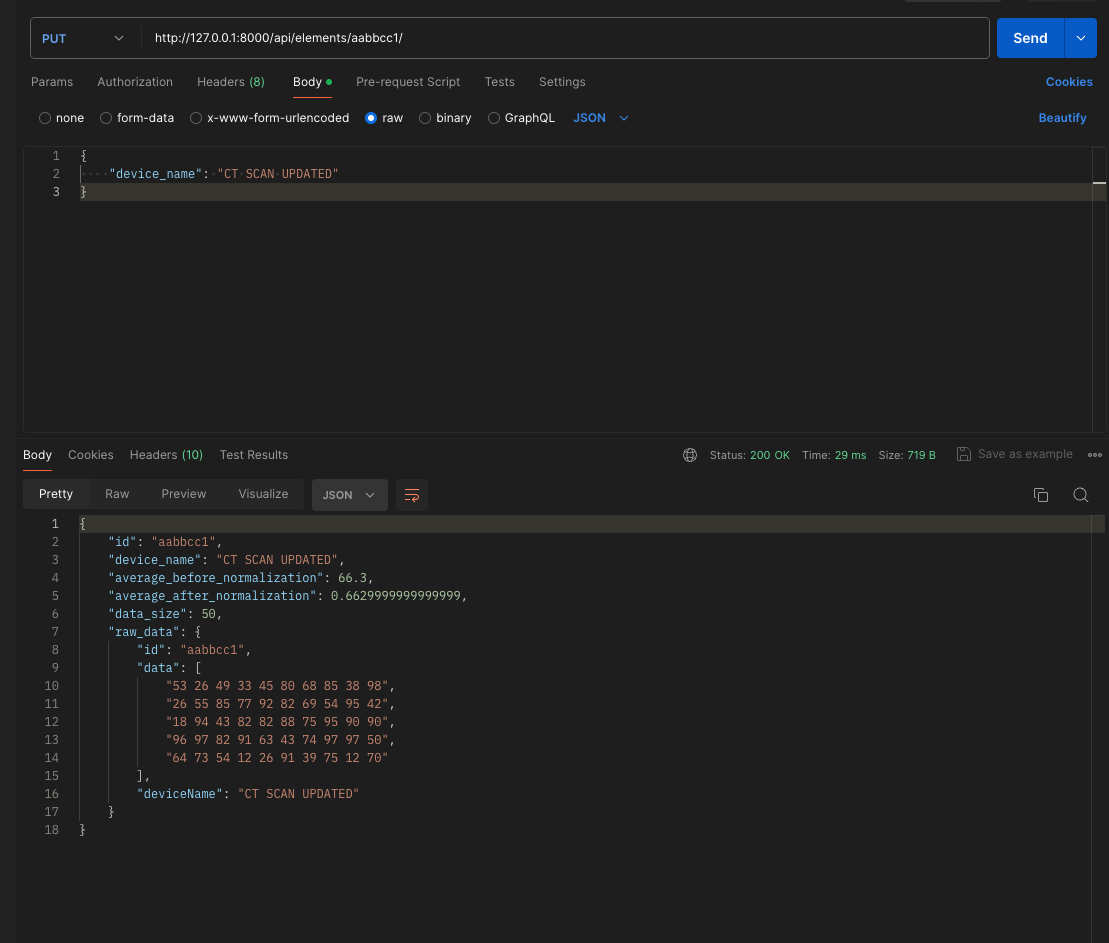 PUT http://127.0.0.1:8000/api/elements/aabbcc1/ Send
Params Authorization Headers (8) Body Pre-request Script Tests Settings Cookies
none form-data x-www-form-urlencoded raw binary GraphQL JSON Beautify
1 {
2 "device_name": "CT SCAN UPDATED"
3 }
Body Cookies Headers (10) Test Results Status: 200 OK Time: 29 ms Size: 719 B Save as example
Pretty Raw Preview Visualize JSON
1 {
2 "id": "aabbcc1",
3 "device_name": "CT SCAN UPDATED",
4 "average_before_normalization": 66.3,
5 "average_after_normalization": 0.6629999999999999,
6 "data_size": 50,
7 "raw_data": {
8 "id": "aabbcc1",
9 "data": [
10 "53 26 49 33 45 80 68 85 38 98",
11 "26 55 85 77 92 82 69 54 95 42",
12 "18 94 43 82 82 88 75 95 90 90",
13 "96 97 82 91 63 43 74 97 97 50",
14 "64 73 54 12 26 91 39 75 12 70"
15 ],
16 "deviceName": "CT SCAN UPDATED"
17 }
18 }